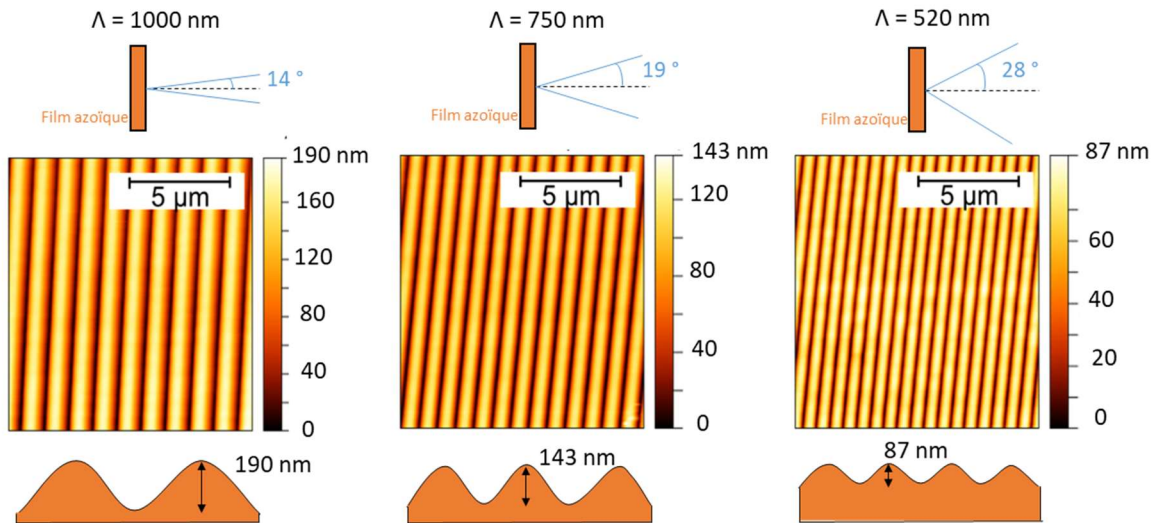 Λ = 1000 nm
14 °
Film azoïque
190 nm
160
120
80
40
0
5 µm
190 nm
Λ = 750 nm
19 °
Film azoïque
143 nm
120
80
40
0
5 µm
143 nm
Λ = 520 nm
28 °
Film azoïque
87 nm
60
40
20
0
5 µm
87 nm